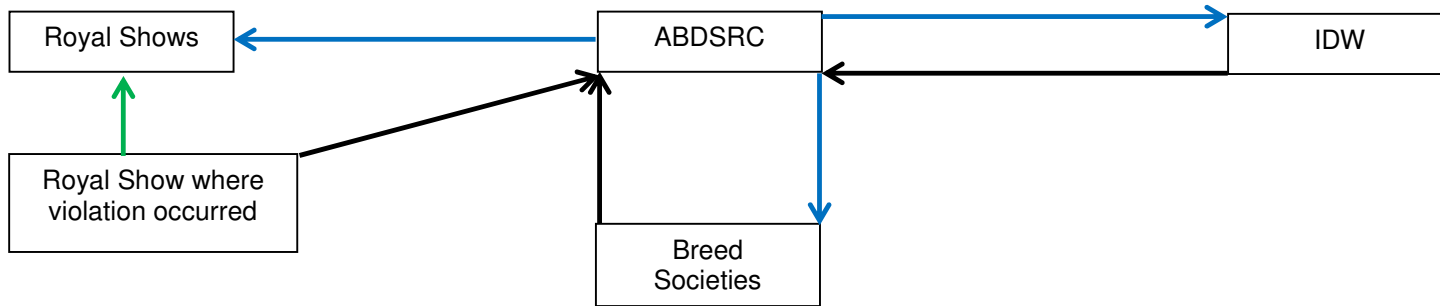 Royal Shows
ABDSRC
IDW
Royal Show where
violation occurred
Breed
Societies